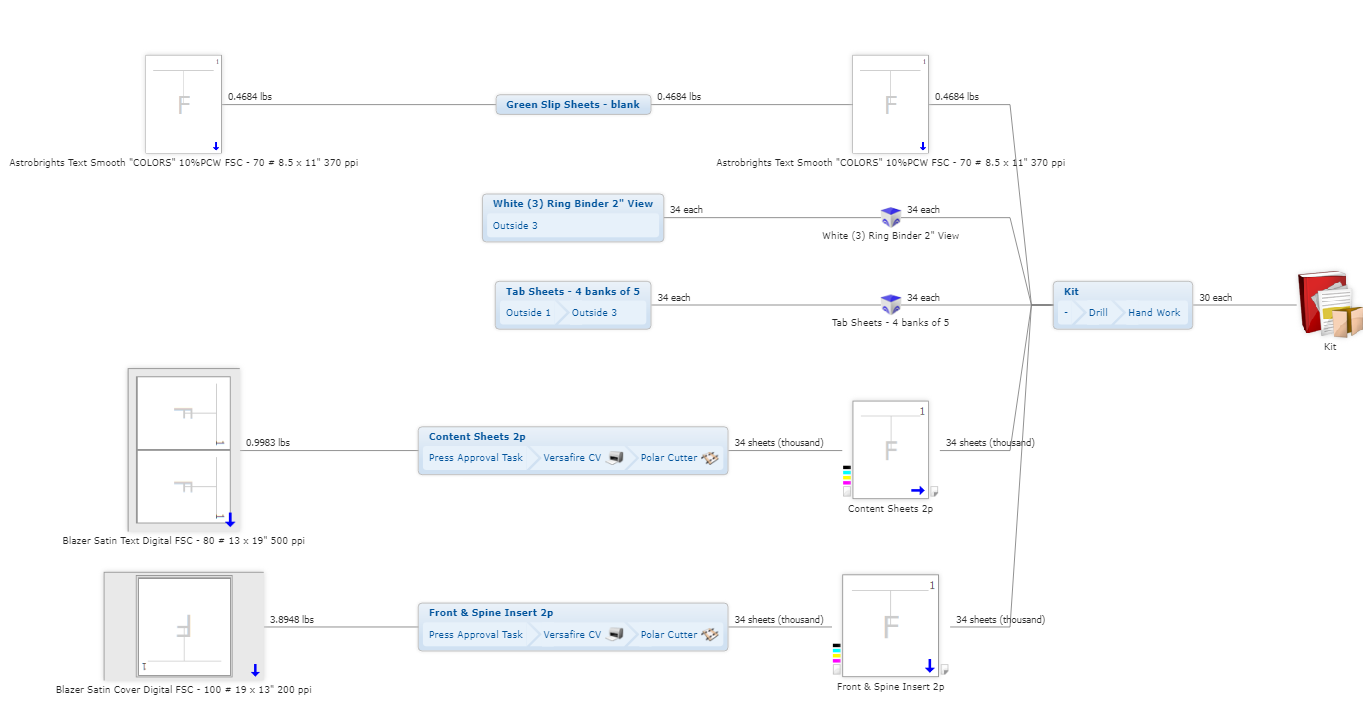 1
1
F
F
0.4684 lbs
Green Slip Sheets - blank
0.4684 lbs
0.4684 lbs
Astrobrights Text Smooth "COLORS" 10%PCW FSC - 70 # 8.5 x 11" 370 ppi
Astrobrights Text Smooth "COLORS" 10%PCW FSC - 70 # 8.5 x 11" 370 ppi
White (3) Ring Binder 2" View
Outside 3
34 each
34 each
White (3) Ring Binder 2" View
Tab Sheets - 4 banks of 5
Outside 1
Outside 3
34 each
34 each
Tab Sheets - 4 banks of 5
Kit
-
Drill
Hand Work
30 each
Kit
F
1
F
1
0.9983 lbs
Content Sheets 2p
Press Approval Task
Versafire CV
Polar Cutter
34 sheets (thousand)
1
F
34 sheets (thousand)
Content Sheets 2p
Blazer Satin Text Digital FSC - 80 # 13 x 19" 500 ppi
F
1
3.8948 lbs
Front & Spine Insert 2p
Press Approval Task
Versafire CV
Polar Cutter
34 sheets (thousand)
1
F
34 sheets (thousand)
Front & Spine Insert 2p
Blazer Satin Cover Digital FSC - 100 # 19 x 13" 200 ppi